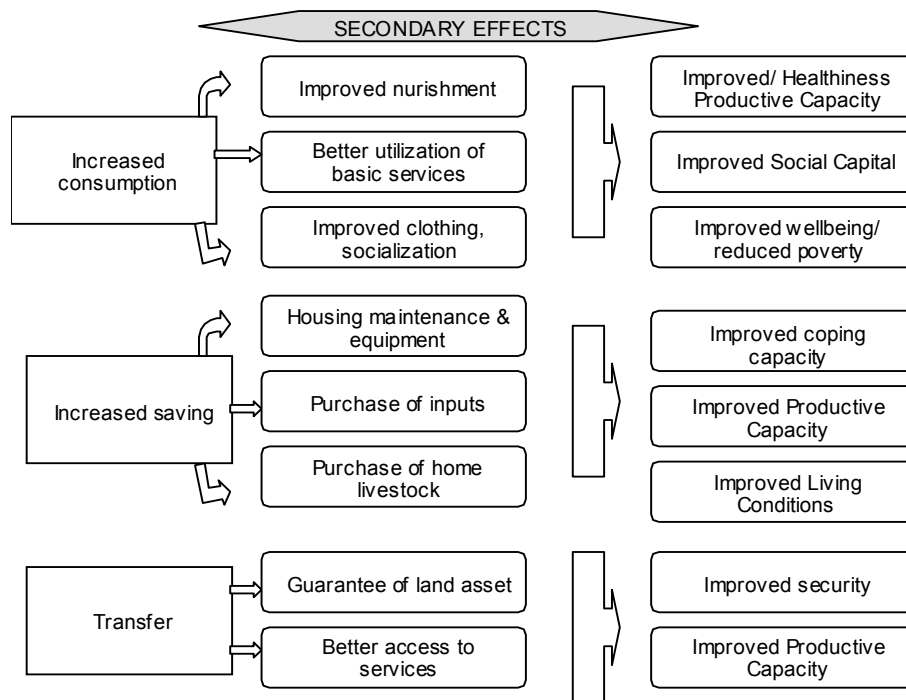 SECONDARY EFFECTS
Increased
consumption
Improved nurishment
Better utilization of
basic services
Improved clothing,
socialization
Improved/ Healthiness
Productive Capacity
Improved Social Capital
Improved wellbeing/
reduced poverty
Increased saving
Housing maintenance &
equipment
Purchase of inputs
Purchase of home
livestock
Improved coping
capacity
Improved Productive
Capacity
Improved Living
Conditions
Transfer
Guarantee of land asset
Better access to
services
Improved security
Improved Productive
Capacity